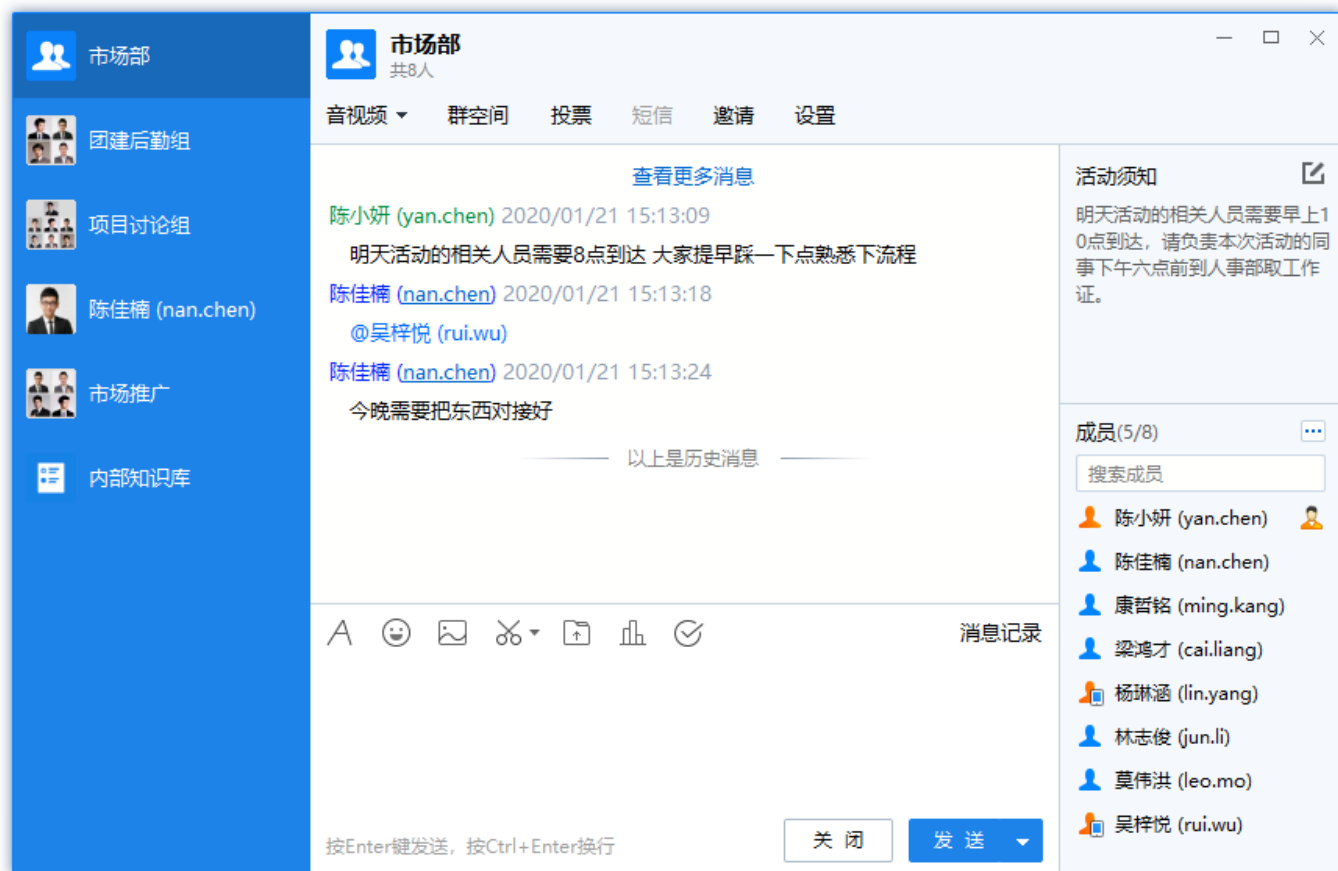 市场部
团建后勤组
项目讨论组
陈佳楠 (nan.chen)
市场推广
内部知识库
市场部
共8人
音视频 群空间 投票 短信 邀请 设置
查看更多消息
陈小妍 (yan.chen) 2020/01/21 15:13:09
明天活动的相关人员需要8点到达 大家提早踩一下点熟悉下流程
陈佳楠 (nan.chen) 2020/01/21 15:13:18
@吴梓悦 (rui.wu)
陈佳楠 (nan.chen) 2020/01/21 15:13:24
今晚需要把东西对接好
以上是历史消息
消息记录
按Enter键发送，按Ctrl+Enter换行
关 闭
发 送
活动须知
明天活动的相关人员需要早上1
0点到达，请负责本次活动的同
事下午六点前到人事部取工作
证。
成员(5/8)
搜索成员
陈小妍 (yan.chen)
陈佳楠 (nan.chen)
康哲铭 (ming.kang)
梁鸿才 (cai.liang)
杨琳涵 (lin.yang)
林志俊 (jun.li)
莫伟洪 (leo.mo)
吴梓悦 (rui.wu)